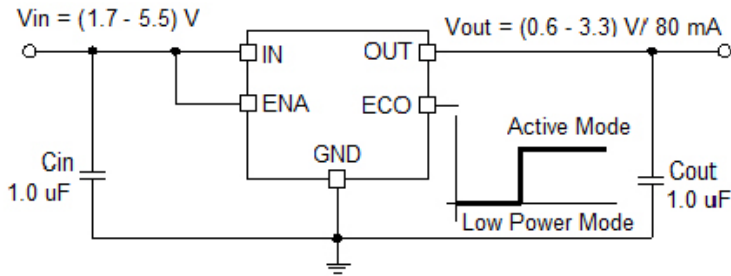 Vin = (1.7 - 5.5) V
Vout = (0.6 - 3.3) V/ 80 mA
IN
OUT
ENA
ECO
GND
Active Mode
Low Power Mode
Cin
1.0 uF
Cout
1.0 uF